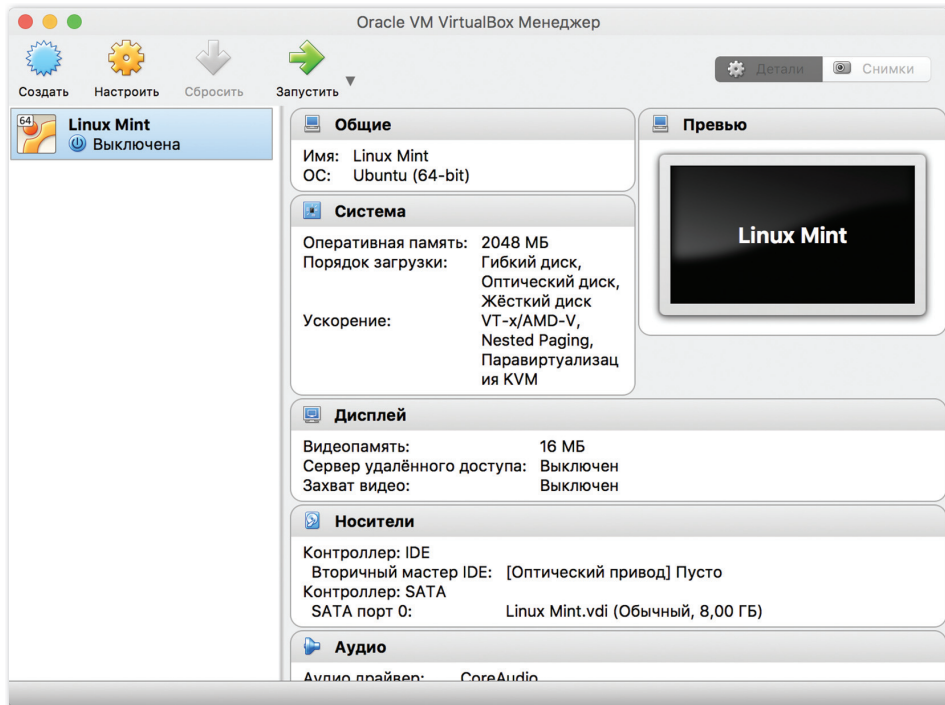 Oracle VM VirtualBox Менеджер
Создать
Настроить
Сбросить
Запустить
Детали
Снимки
64
Linux Mint
Выключена
Общие
Имя: Linux Mint
ОС: Ubuntu (64-bit)
Превью
Linux Mint
Система
Оперативная память: 2048 МБ
Порядок загрузки: Гибкий диск,
Оптический диск,
Жёсткий диск
Ускорение: VT-x/AMD-V,
Nested Paging,
Паравиртуализац
ия KVM
Дисплей
Видеопамять: 16 МБ
Сервер удалённого доступа: Выключен
Захват видео: Выключен
Носители
Контроллер: IDE
Вторичный мастер IDE: [Оптический привод] Пусто
Контроллер: SATA
SATA порт 0: Linux Mint.vdi (Обычный, 8,00 ГБ)
Аудио
Аудио драйвер: CoreAudio